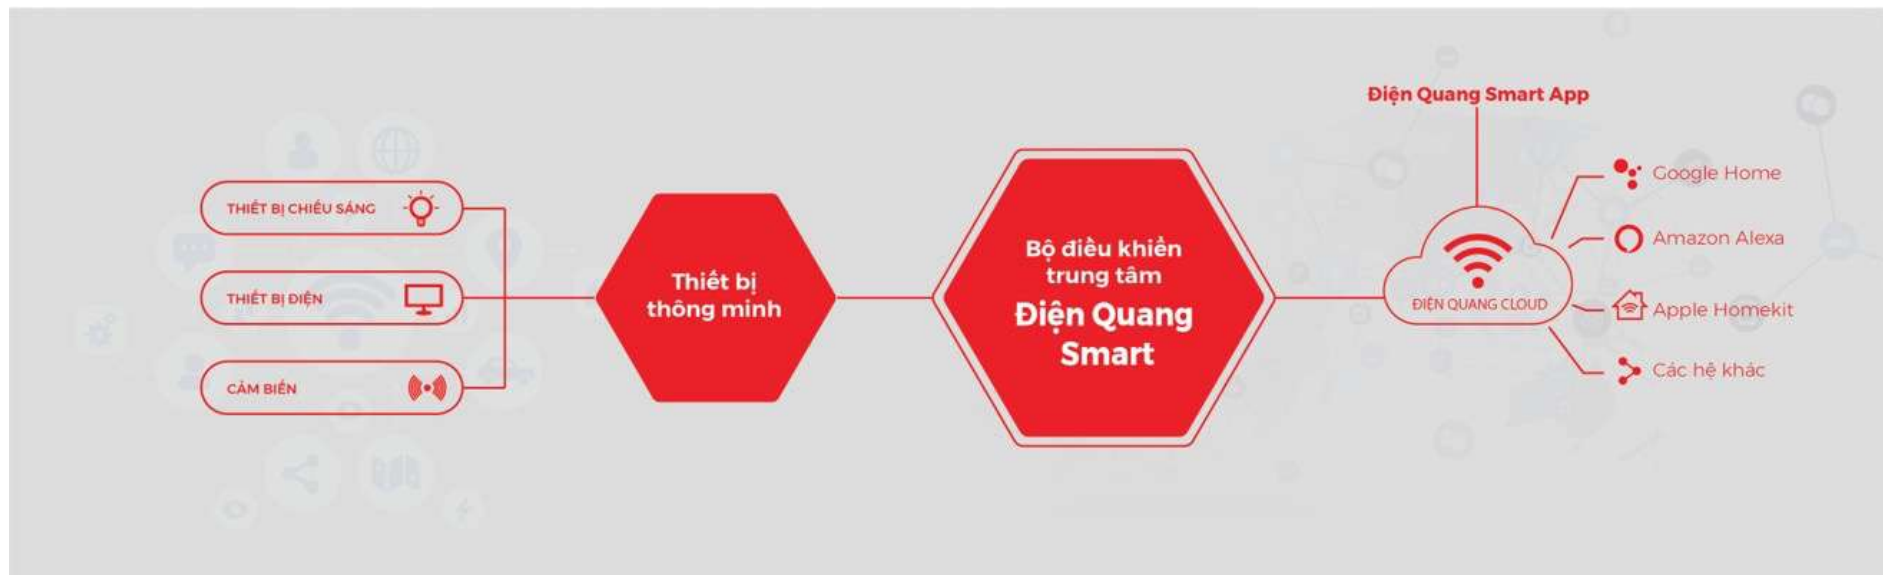 Điện Quang Smart App
THIẾT BỊ CHIẾU SÁNG
THIẾT BỊ ĐIỆN
CẢM BIẾN
Thiết bị
thông minh
Bộ điều khiển
trung tâm
Điện Quang
Smart
ĐIỆN QUANG CLOUD
Google Home
Amazon Alexa
Apple Homekit
Các hệ khác